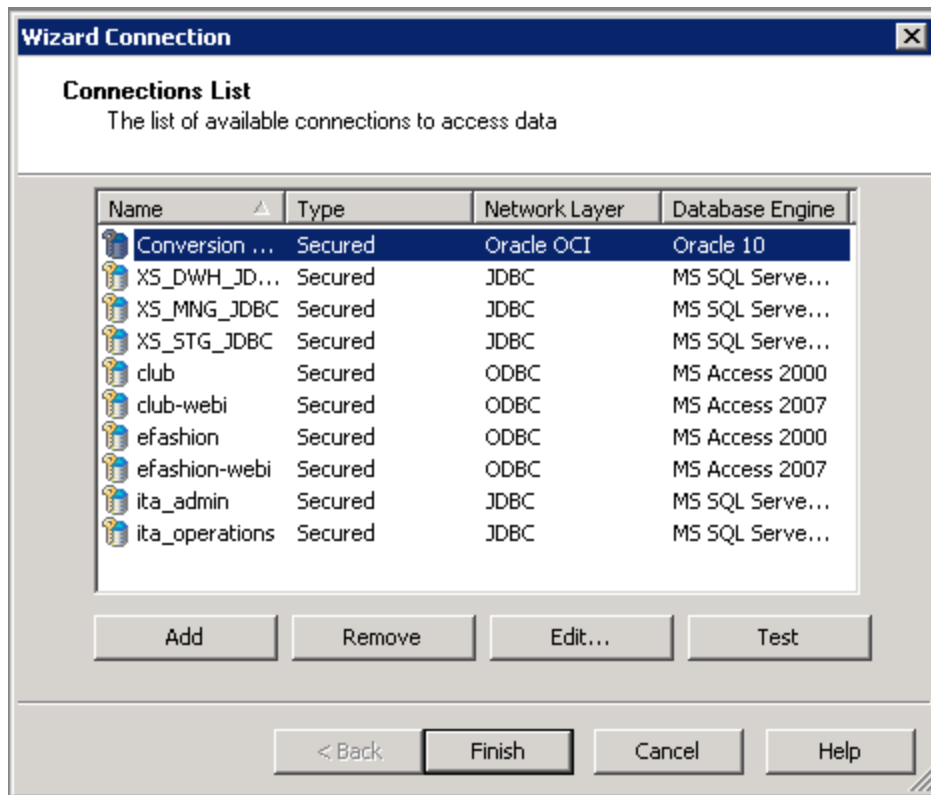 Wizard Connection
Connections List
The list of available connections to access data
Name Type Network Layer Database Engine
Conversion ... Secured Oracle OCI Oracle 10
XS_DWH_JD... Secured JDBC MS SQL Serve...
XS_MNG_JDBC Secured JDBC MS SQL Serve...
XS_STG_JDBC Secured JDBC MS SQL Serve...
club Secured ODBC MS Access 2000
club-webi Secured ODBC MS Access 2007
efashion Secured ODBC MS Access 2000
efashion-webi Secured ODBC MS Access 2007
ita_admin Secured JDBC MS SQL Serve...
ita_operations Secured JDBC MS SQL Serve...
Add Remove Edit... Test
< Back Finish Cancel Help